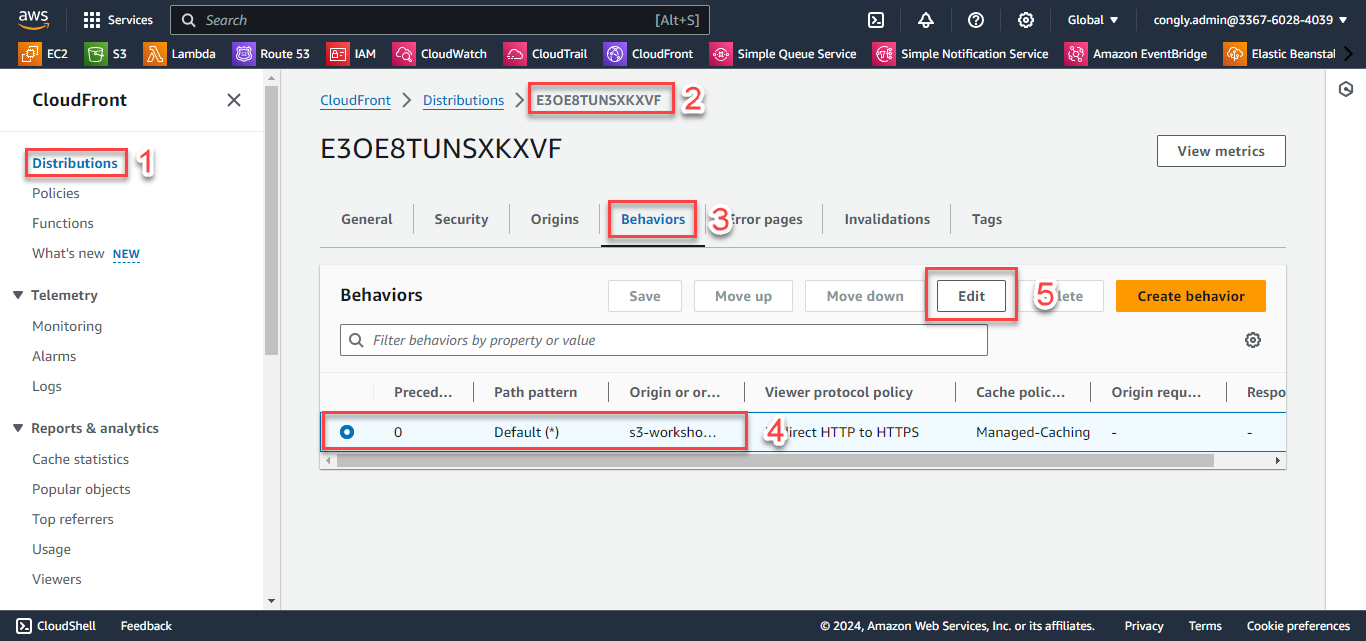 aws Services Search [Alt+S] Global congly.admin@3367-6028-4039
EC2 S3 Lambda Route 53 IAM CloudWatch CloudTrail CloudFront Simple Queue Service Simple Notification Service Amazon EventBridge Elastic Beanstal
CloudFront
Distributions 1
Policies
Functions
What's new NEW
Telemetry
Monitoring
Alarms
Logs
Reports & analytics
Cache statistics
Popular objects
Top referrers
Usage
Viewers
CloudFront Distributions E3OE8TUNSXKXVF 2
E3OE8TUNSXKXVF
View metrics
General Security Origins Behaviors 3 rror pages Invalidations Tags
Behaviors Save Move up Move down Edit 5 lete Create behavior
Filter behaviors by property or value
Preced... Path pattern Origin or or... Viewer protocol policy Cache polic... Origin requ... Respo
0 Default (*) s3-worksho... 4 direct HTTP to HTTPS Managed-Caching - -
CloudShell Feedback © 2024, Amazon Web Services, Inc. or its affiliates. Privacy Terms Cookie preferences